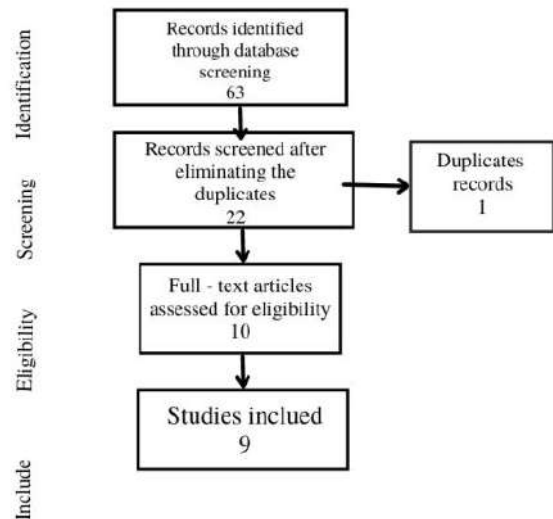 Identification
Records identified
through database
screening
63
Screening
Records screened after
eliminating the
duplicates
22
Duplicates
records
1
Eligibility
Full - text articles
assessed for eligibility
10
Include
Studies inclued
9